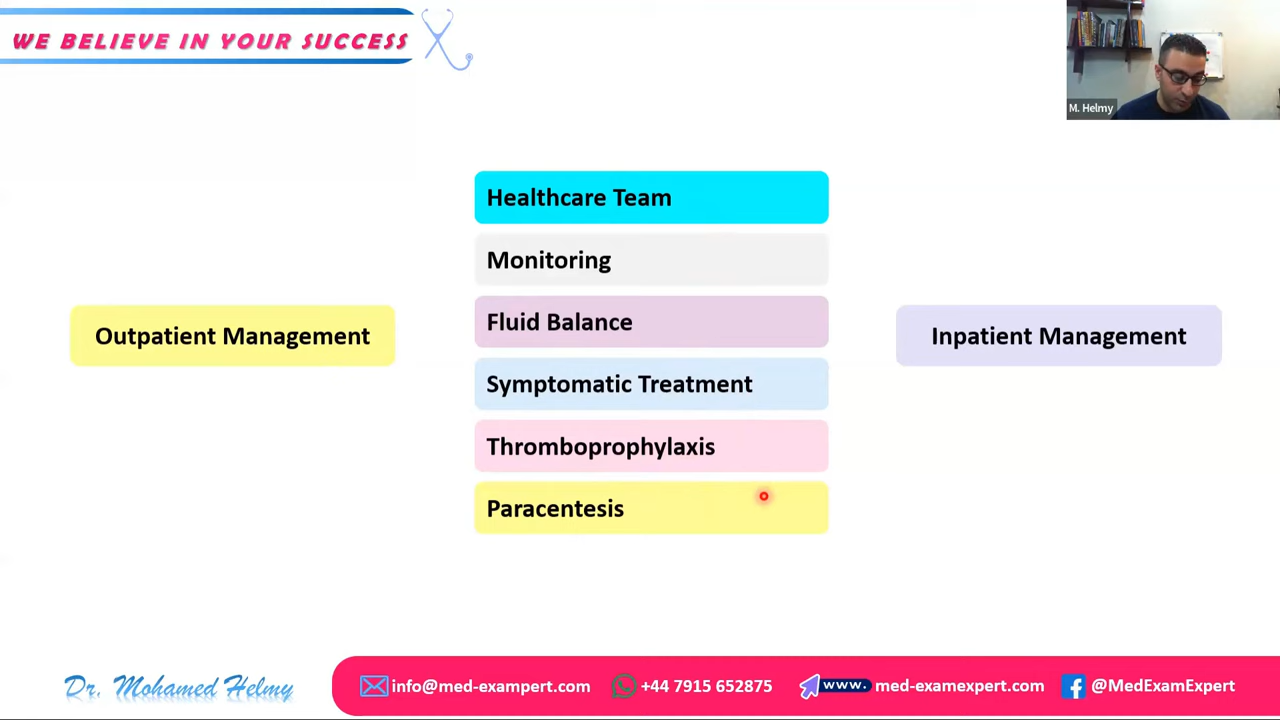 WE BELIEVE IN YOUR SUCCESS
M. Helmy
Healthcare Team
Monitoring
Fluid Balance
Symptomatic Treatment
Thromboprophylaxis
Paracentesis
Outpatient Management
Inpatient Management
Dr. Mohamed Helmy
info@med-exampert.com
+44 7915 652875
www. med-examexpert.com
@MedExamExpert